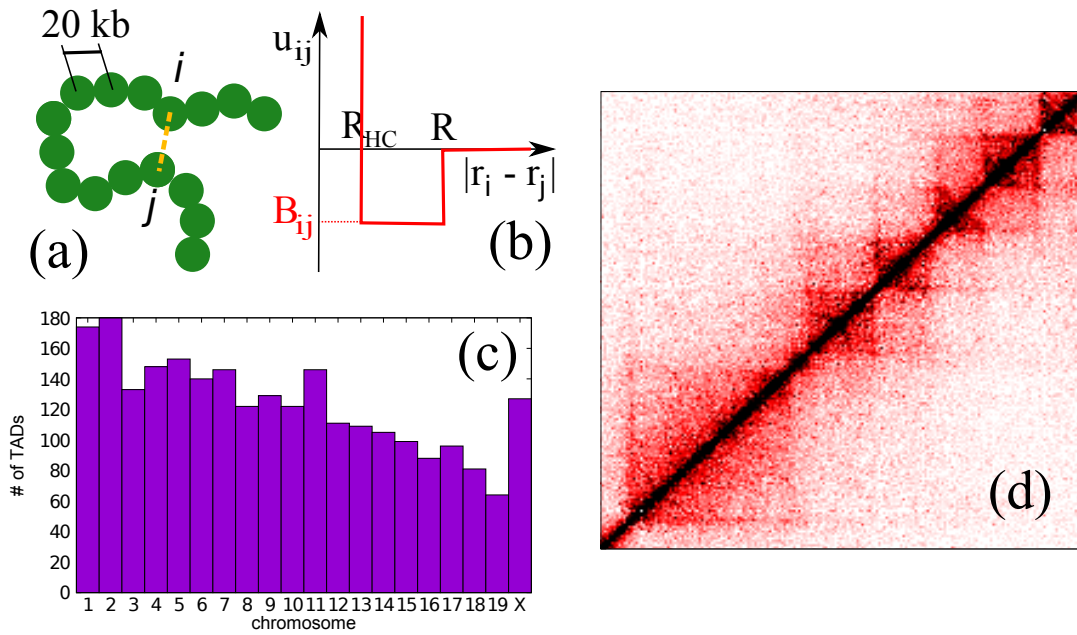 20 kb
i
j
(a)
u_ij
R_HC
R
|r_i - r_j|
B_ij
(b)
180
160
140
120
100
80
60
40
20
0
# of TADs
1 2 3 4 5 6 7 8 9 10 11 12 13 14 15 16 17 18 19 X
chromosome
(c)
(d)